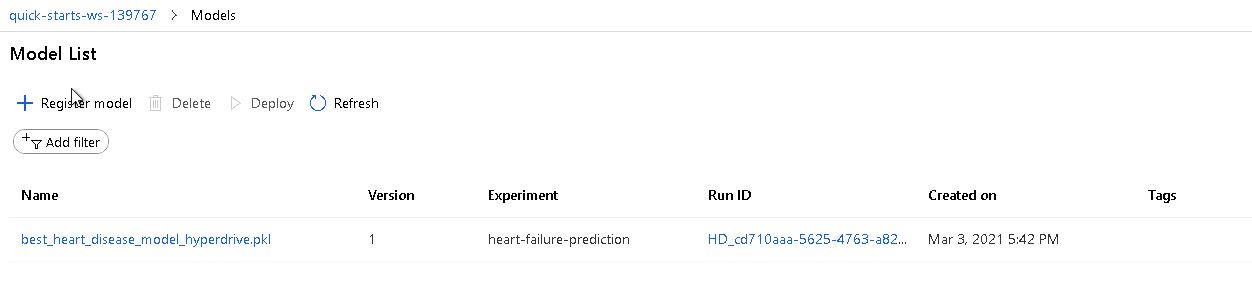 quick-starts-ws-139767 > Models
Model List
+ Register model Delete Deploy Refresh
Add filter
Name Version Experiment Run ID Created on Tags
best_heart_disease_model_hyperdrive.pkl 1 heart-failure-prediction HD_cd710aaa-5625-4763-a82... Mar 3, 2021 5:42 PM